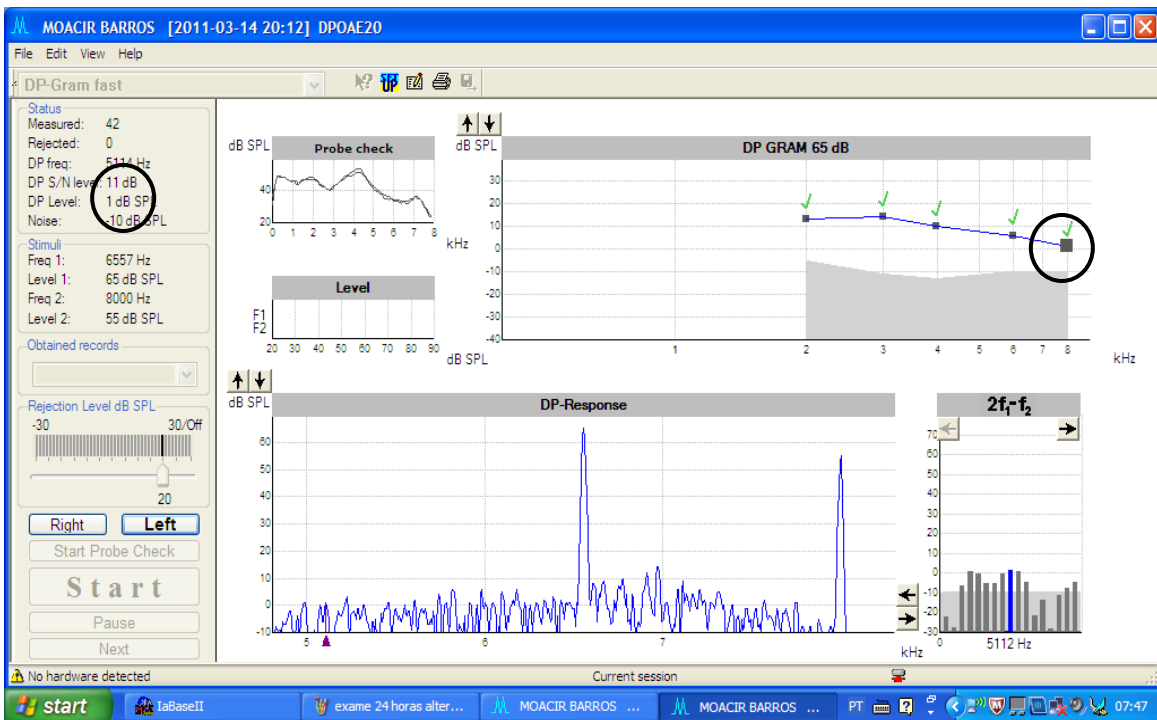 MOACIR BARROS [2011-03-14 20:12] DPOAE20
File Edit View Help
DP-Gram fast
UP
Status
Measured: 42
Rejected: 0
DP freq: 5114 Hz
DP S/N level: 11 dB
DP Level: 1 dB SPL
Noise: -10 dB SPL
Stimuli
Freq 1: 6557 Hz
Level 1: 65 dB SPL
Freq 2: 8000 Hz
Level 2: 55 dB SPL
Obtained records
Rejection Level dB SPL
-30 30/Off
20
Right Left
Start Probe Check
Start
Pause
Next
dB SPL Probe check
40
20
0 1 2 3 4 5 6 7 8
kHz
Level
F1
F2
20 30 40 50 60 70 80 90
dB SPL
dB SPL DP GRAM 65 dB
30
20
10
0
-10
-20
-30
-40
1 2 3 4 5 6 7 8
kHz
dB SPL DP-Response
60
50
40
30
20
10
0
-10
5 6 7
kHz
2f1-f2
70
60
50
40
30
20
10
0
-10
-20
-30
0 5112 Hz
No hardware detected Current session
start IaBaseII exame 24 horas alter... MOACIR BARROS ... MOACIR BARROS ... PT 07:47